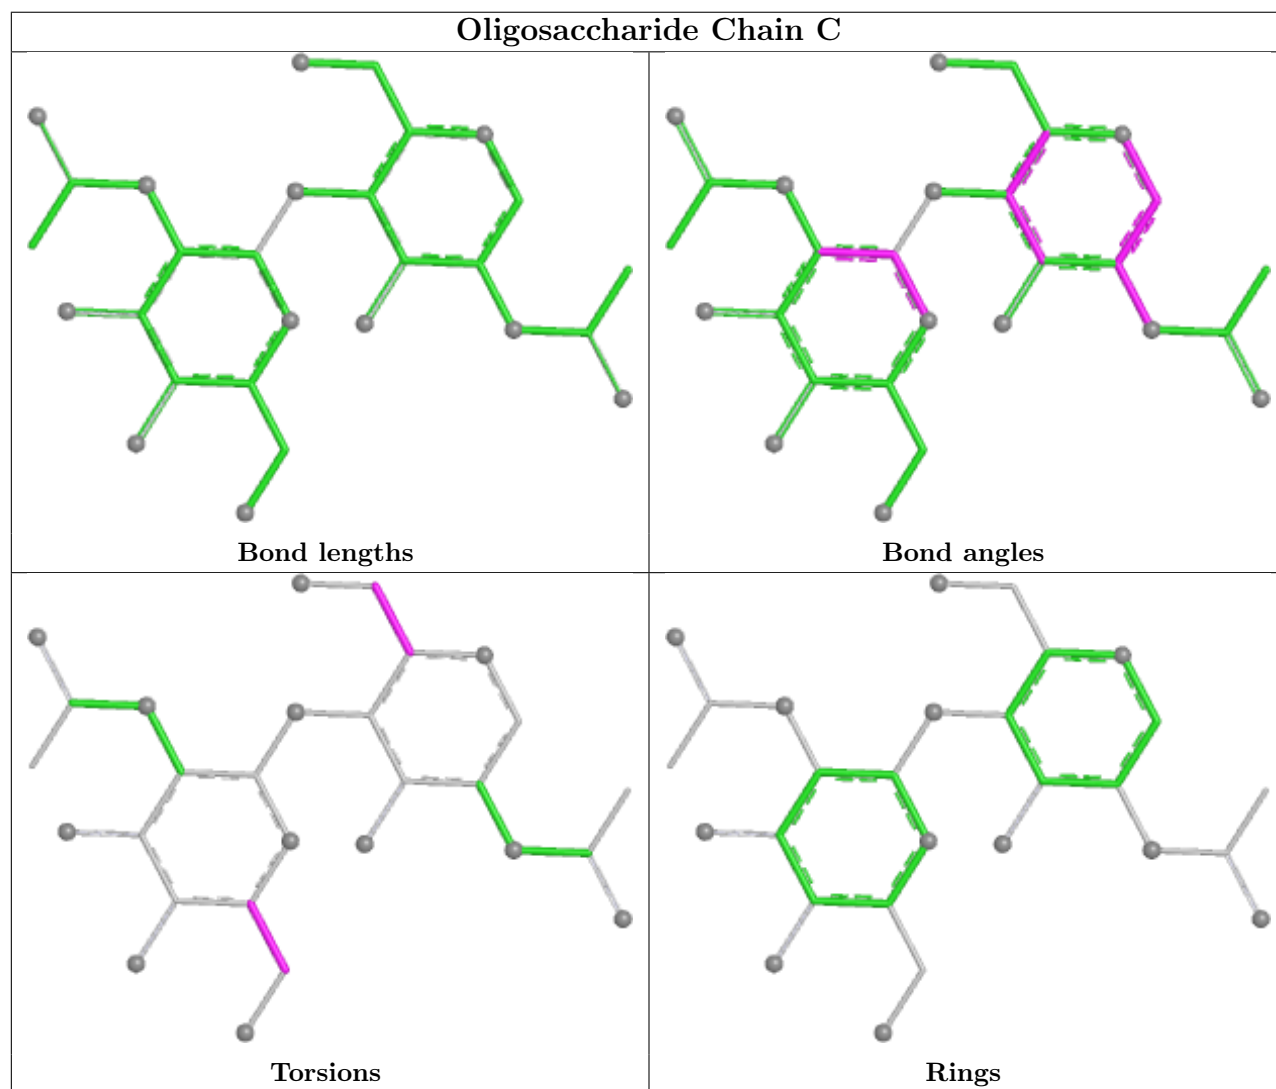 Oligosaccharide Chain C
Bond lengths
Bond angles
Torsions
Rings